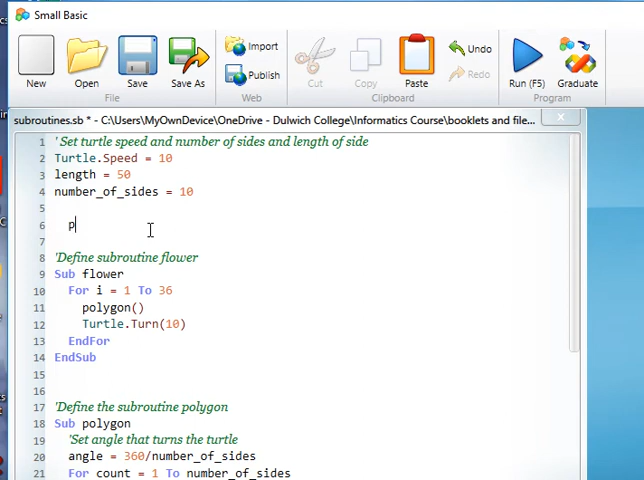 Small Basic
New
Open
Save
Save As
Import
Publish
Cut
Copy
Paste
Undo
Redo
Run (F5)
Graduate
File
Web
Clipboard
Program
subroutines.sb * - C:\Users\MyOwnDevice\OneDrive - Dulwich College\Informatics Course\booklets and file...
1 ' Set turtle speed and number of sides and length of side
2 Turtle.Speed = 10
3 length = 50
4 number_of_sides = 10
5
6 p
7
8 'Define subroutine flower
9 Sub flower
10 For i = 1 To 36
11 polygon()
12 Turtle.Turn(10)
13 EndFor
14 EndSub
15
16
17 'Define the subroutine polygon
18 Sub polygon
19 'Set angle that turns the turtle
20 angle = 360/number_of_sides
21 For count = 1 To number_of_sides